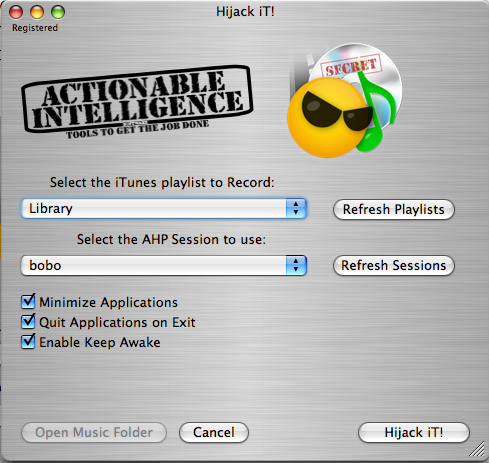 Hijack iT!
Registered
ACTIONABLE
INTELLIGENCE
TOOLS TO GET THE JOB DONE
SECRET
Select the iTunes playlist to Record:
Library
Refresh Playlists
Select the AHP Session to use:
bobo
Refresh Sessions
Minimize Applications
Quit Applications on Exit
Enable Keep Awake
Open Music Folder
Cancel
Hijack iT!